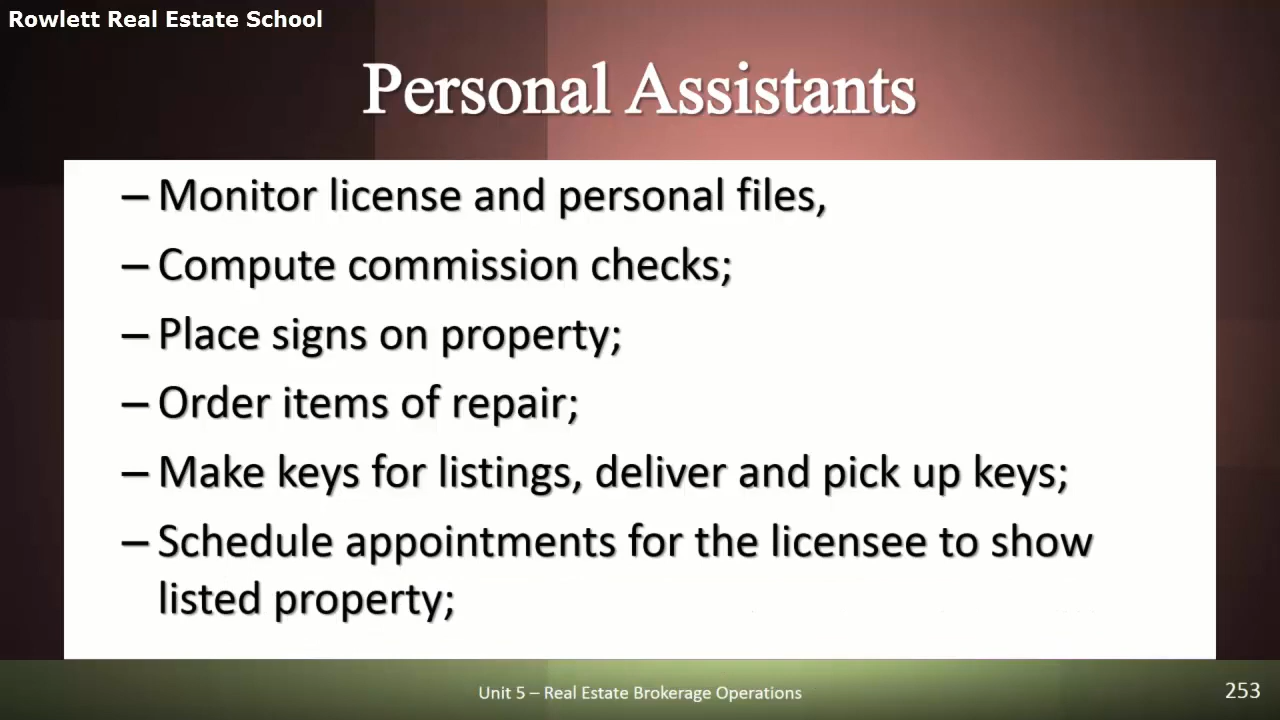 Rowlett Real Estate School
Personal Assistants
– Monitor license and personal files,
– Compute commission checks;
– Place signs on property;
– Order items of repair;
– Make keys for listings, deliver and pick up keys;
– Schedule appointments for the licensee to show
listed property;
Unit 5 – Real Estate Brokerage Operations
253